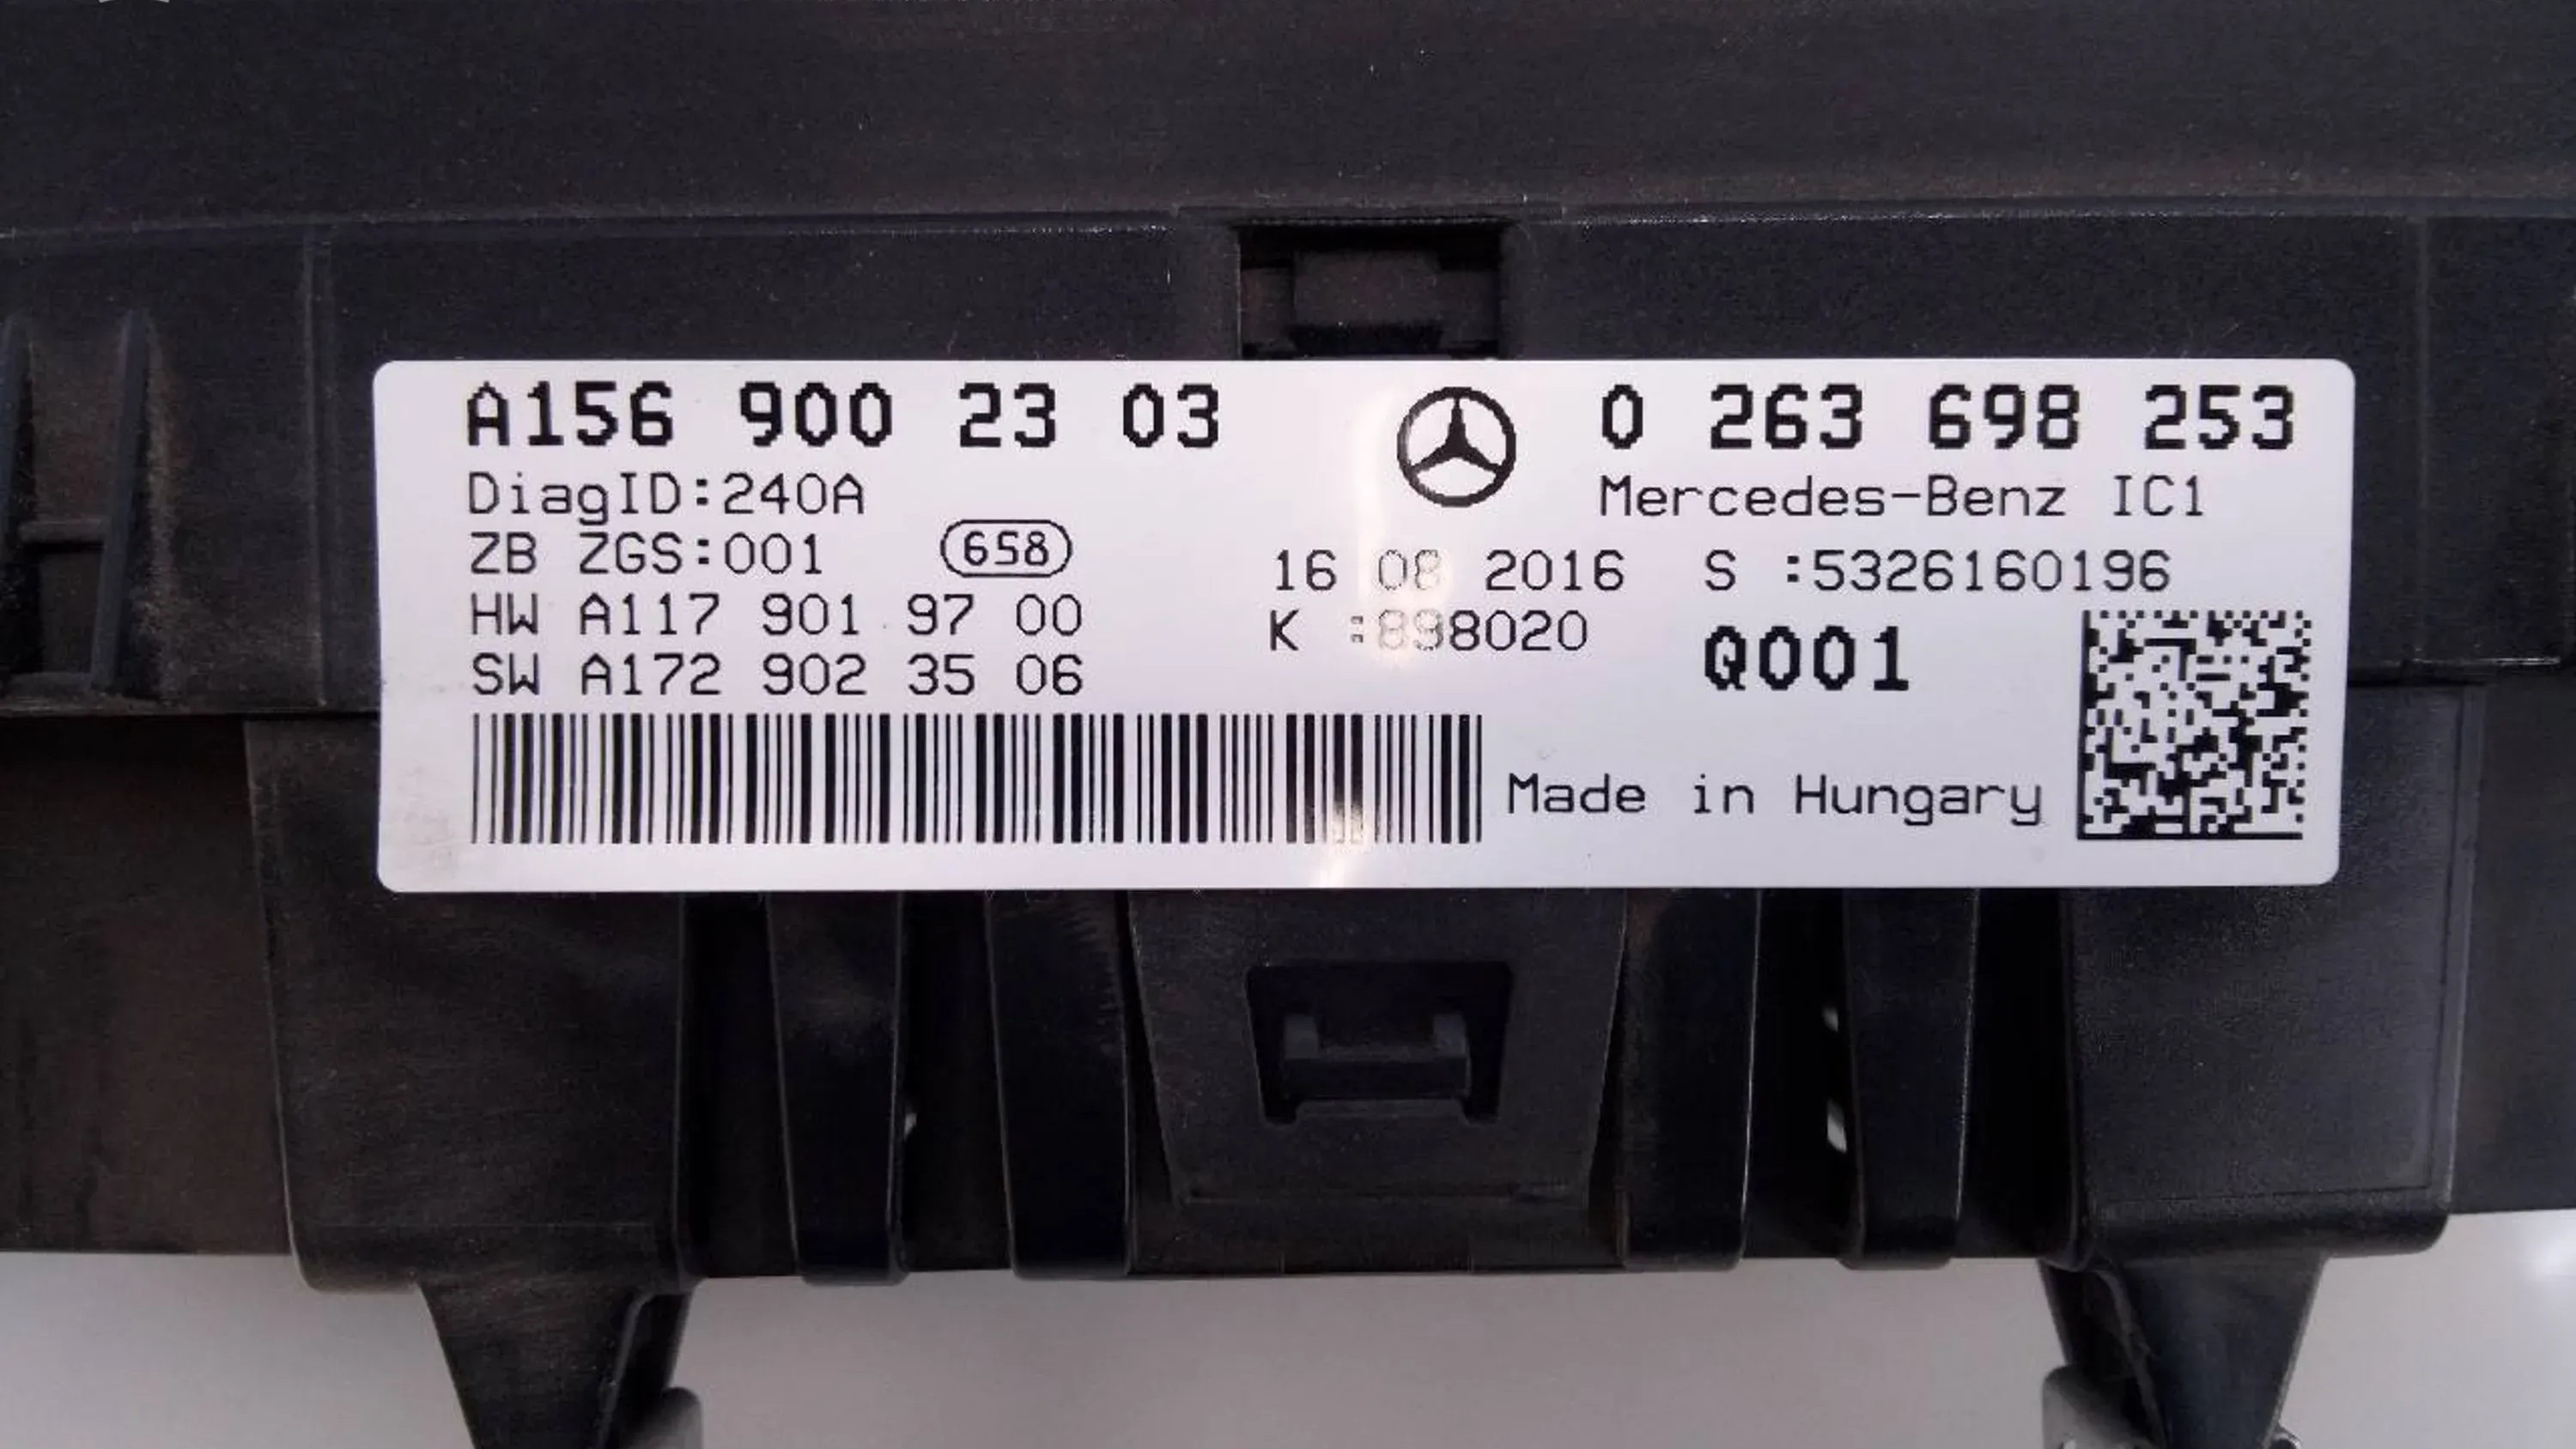 A156 900 23 03
0 263 698 253
DiagID:240A
Mercedes-Benz IC1
ZB ZGS:001
658
16 08 2016 S :5326160196
HW A117 901 97 00
K :898020
Q001
SW A172 902 35 06
Made in Hungary